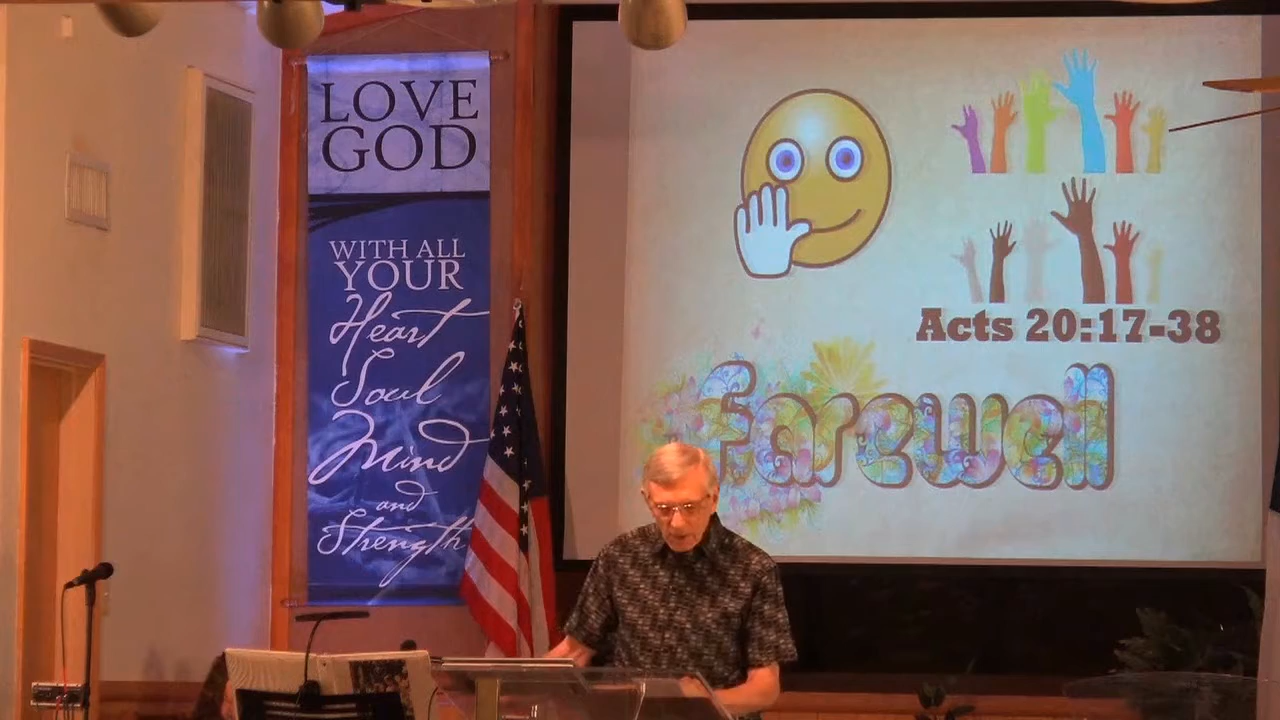 LOVE
GOD
WITH ALL
YOUR
Heart
Soul
Mind
and
Strength
Acts 20:17-38
farewell